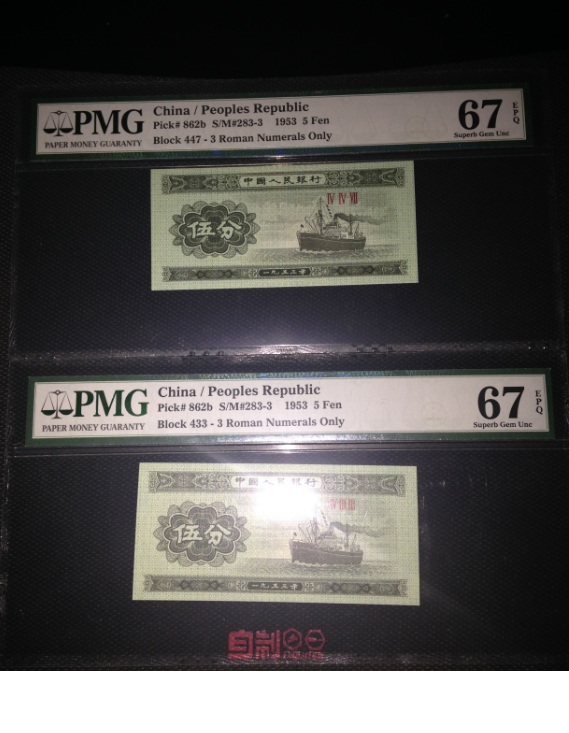 PMG
PAPER MONEY GUARANTY
China / Peoples Republic
Pick# 862b S/M#283-3 1953 5 Fen
Block 447 - 3 Roman Numerals Only
67
EPQ
Superb Gem Unc
中國人民銀行
IV IV VII
伍分
一九五三年
PMG
PAPER MONEY GUARANTY
China / Peoples Republic
Pick# 862b S/M#283-3 1953 5 Fen
Block 433 - 3 Roman Numerals Only
67
EPQ
Superb Gem Unc
中國人民銀行
伍分
一九五三年
自制